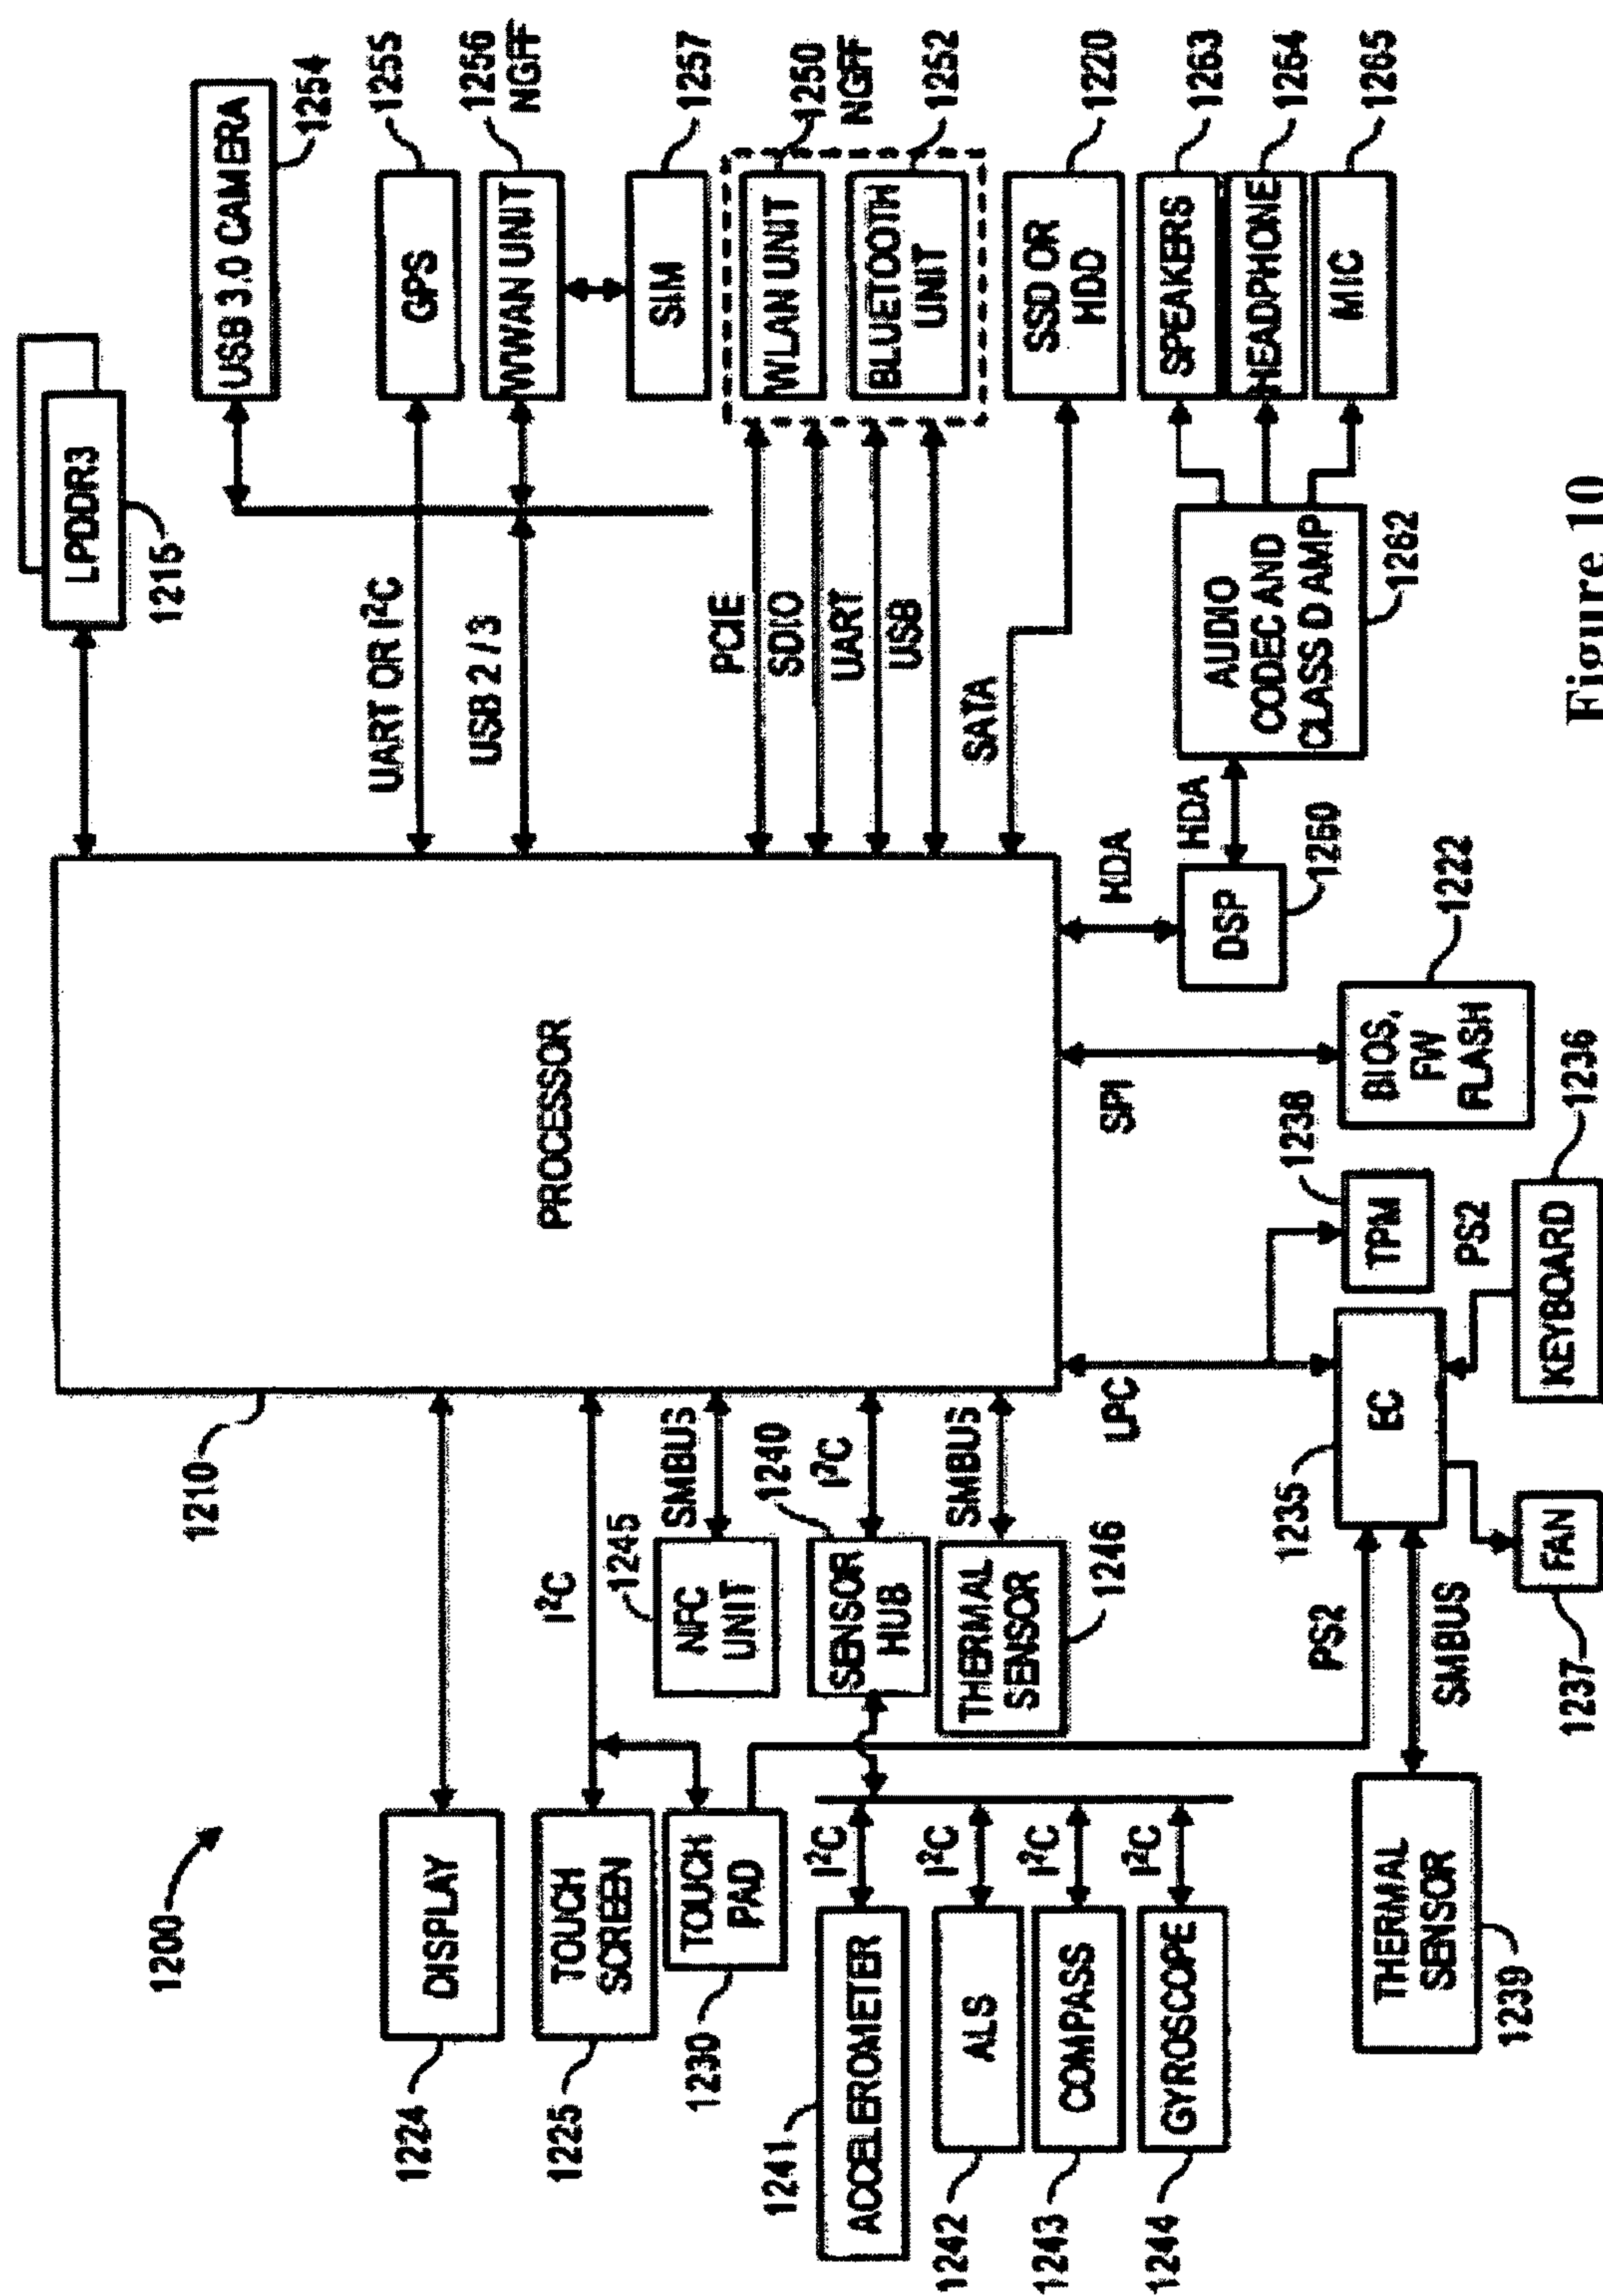 1200
LPDDR3
1215
USB 3.0 CAMERA
1254
1210
PROCESSOR
DISPLAY
1224
UART OR I²C
GPS
1255
I²C
TOUCH
SCREEN
1225
USB 2 / 3
WWAN UNIT
1256
NGFF
SIM
1257
TOUCH
PAD
1230
1245
NFC
UNIT
SMBUS
1240
SENSOR
HUB
I²C
THERMAL
SENSOR
1246
SMBUS
PCIE
SDIO
UART
USB
WLAN UNIT
1250
NGFF
BLUETOOTH
UNIT
1252
SATA
SSD OR
HDD
1220
1241
ACCELEROMETER
I²C
1242
ALS
I²C
1243
COMPASS
I²C
1244
GYROSCOPE
I²C
LPC
SPI
HDA
DSP
1260
HDA
AUDIO
CODEC AND
CLASS D AMP
1262
SPEAKERS
1263
HEADPHONE
1264
MIC
1265
THERMAL
SENSOR
1239
PS2
SMBUS
1235
EC
TPM
1238
BIOS,
FW
FLASH
1222
FAN
1237
PS2
KEYBOARD
1236
Figure 10